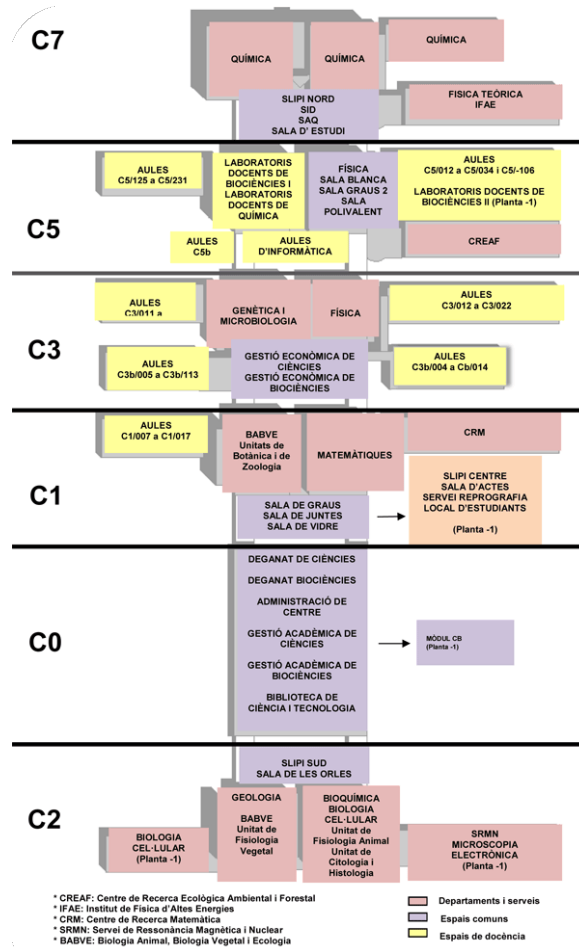 C7
QUÍMICA
QUÍMICA
QUÍMICA
SLIPI NORD
SID
SAQ
SALA D' ESTUDI
FISICA TEÒRICA
IFAE
C5
AULES
C5/125 a C5/231
LABORATORIS
DOCENTS DE
BIOCIÈNCIES I
LABORATORIS
DOCENTS DE
QUÍMICA
FÍSICA
SALA BLANCA
SALA GRAUS 2
SALA
POLIVALENT
AULES
C5/012 a C5/034 i C5/-106
LABORATORIS DOCENTS DE
BIOCIÈNCIES II (Planta -1)
AULES
C5b
AULES
D'INFORMÀTICA
CREAF
C3
AULES
C3/011 a
GENÈTICA I
MICROBIOLOGIA
FÍSICA
AULES
C3/012 a C3/022
AULES
C3b/005 a C3b/113
GESTIÓ ECONÒMICA DE
CIÈNCIES
GESTIÓ ECONÒMICA DE
BIOCIÈNCIES
AULES
C3b/004 a Cb/014
C1
AULES
C1/007 a C1/017
BABVE
Unitats de
Botànica i de
Zoologia
MATEMÀTIQUES
CRM
SALA DE GRAUS
SALA DE JUNTES
SALA DE VIDRE
SLIPI CENTRE
SALA D'ACTES
SERVEI REPROGRAFIA
LOCAL D'ESTUDIANTS
(Planta -1)
C0
DEGANAT DE CIÈNCIES
DEGANAT BIOCIÈNCIES
ADMINISTRACIÓ DE
CENTRE
GESTIÓ ACADÈMICA DE
CIÈNCIES
GESTIÓ ACADÈMICA DE
BIOCIÈNCIES
BIBLIOTECA DE
CIÈNCIA I TECNOLOGIA
MÒDUL CB
(Planta -1)
C2
SLIPI SUD
SALA DE LES ORLES
BIOLOGIA
CEL·LULAR
(Planta -1)
GEOLOGIA
BABVE
Unitat de
Fisiologia
Vegetal
BIOQUÍMICA
BIOLOGIA
CEL·LULAR
Unitat de
Fisiologia Animal
Unitat de
Citologia i
Histologia
SRMN
MICROSCOPIA
ELECTRÒNICA
(Planta -1)
* CREAF: Centre de Recerca Ecològica Ambiental i Forestal
* IFAE: Institut de Física d'Altes Energies
* CRM: Centre de Recerca Matemàtica
* SRMN: Servei de Ressonància Magnètica i Nuclear
* BABVE: Biologia Animal, Biologia Vegetal i Ecologia
Departaments i serveis
Espais comuns
Espais de docència